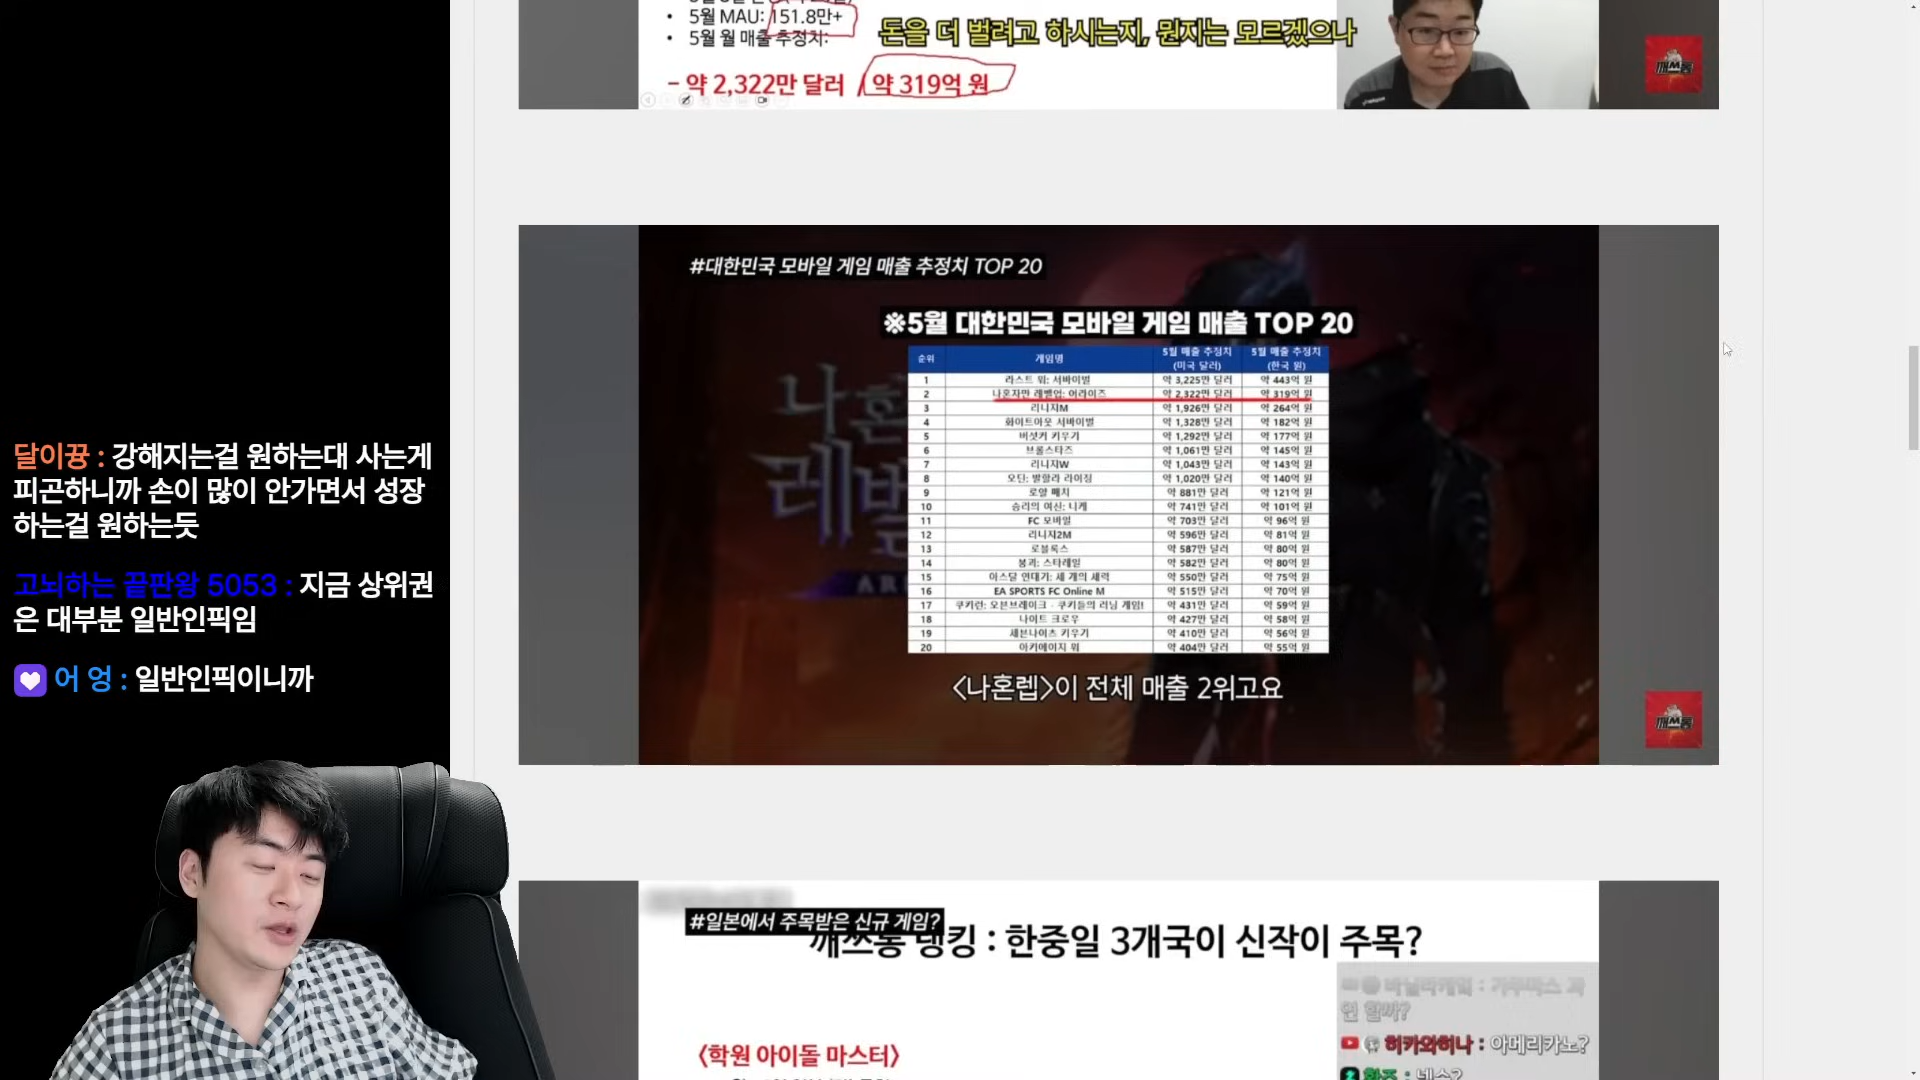 • 5월 MAU: 151.8만+
• 5월 월 매출 추정치:
돈을 더 벌려고 하시는지, 뭔지는 모르겠으나
– 약 2,322만 달러 / 약 319억 원
깨쓰통
#대한민국 모바일 게임 매출 추정치 TOP 20
※5월 대한민국 모바일 게임 매출 TOP 20
순위 게임명 5월 매출 추정치 (미국 달러) 5월 매출 추정치 (한국 원)
1 라스트 워: 서바이벌 약 3,225만 달러 약 443억 원
2 나혼자만 레벨업: 어라이즈 약 2,322만 달러 약 319억 원
3 리니지M 약 1,926만 달러 약 264억 원
4 화이트아웃 서바이벌 약 1,328만 달러 약 182억 원
5 버섯커 키우기 약 1,292만 달러 약 177억 원
6 브롤스타즈 약 1,061만 달러 약 145억 원
7 리니지W 약 1,043만 달러 약 143억 원
8 오딘: 발할라 라이징 약 1,020만 달러 약 140억 원
9 로얄 매치 약 881만 달러 약 121억 원
10 승리의 여신: 니케 약 741만 달러 약 101억 원
11 FC 모바일 약 703만 달러 약 96억 원
12 리니지2M 약 596만 달러 약 81억 원
13 로블록스 약 587만 달러 약 80억 원
14 붕괴: 스타레일 약 582만 달러 약 80억 원
15 아스달 연대기: 세 개의 세력 약 550만 달러 약 75억 원
16 EA SPORTS FC Online M 약 515만 달러 약 70억 원
17 쿠키런: 오븐브레이크 - 쿠키들의 러닝 게임! 약 431만 달러 약 59억 원
18 나이트 크로우 약 427만 달러 약 58억 원
19 세븐나이츠 키우기 약 410만 달러 약 56억 원
20 아키에이지 워 약 404만 달러 약 55억 원
나혼
레벨
AR
<나혼렙>이 전체 매출 2위고요
깨쓰통
달이뀽 : 강해지는걸 원하는대 사는게
피곤하니까 손이 많이 안가면서 성장
하는걸 원하는듯
고뇌하는 끝판왕 5053 : 지금 상위권
은 대부분 일반인픽임
어 엉 : 일반인픽이니까
#일본에서 주목받은 신규 게임?
깨쓰통 랭킹 : 한중일 3개국이 신작이 주목?
<학원 아이돌 마스터>
히카와히나 : 아메리카노?